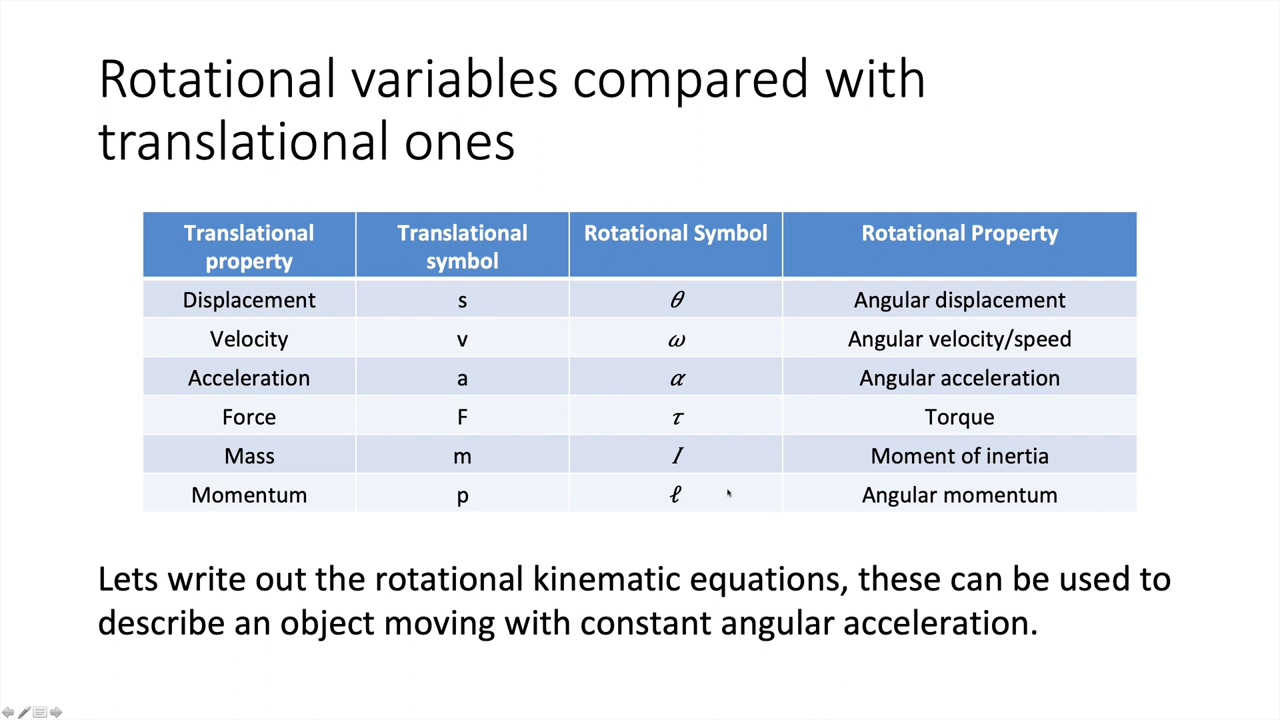 Rotational variables compared with
translational ones
Translational property | Translational symbol | Rotational Symbol | Rotational Property
Displacement | s | θ | Angular displacement
Velocity | v | ω | Angular velocity/speed
Acceleration | a | α | Angular acceleration
Force | F | τ | Torque
Mass | m | I | Moment of inertia
Momentum | p | ℓ | Angular momentum
Lets write out the rotational kinematic equations, these can be used to
describe an object moving with constant angular acceleration.